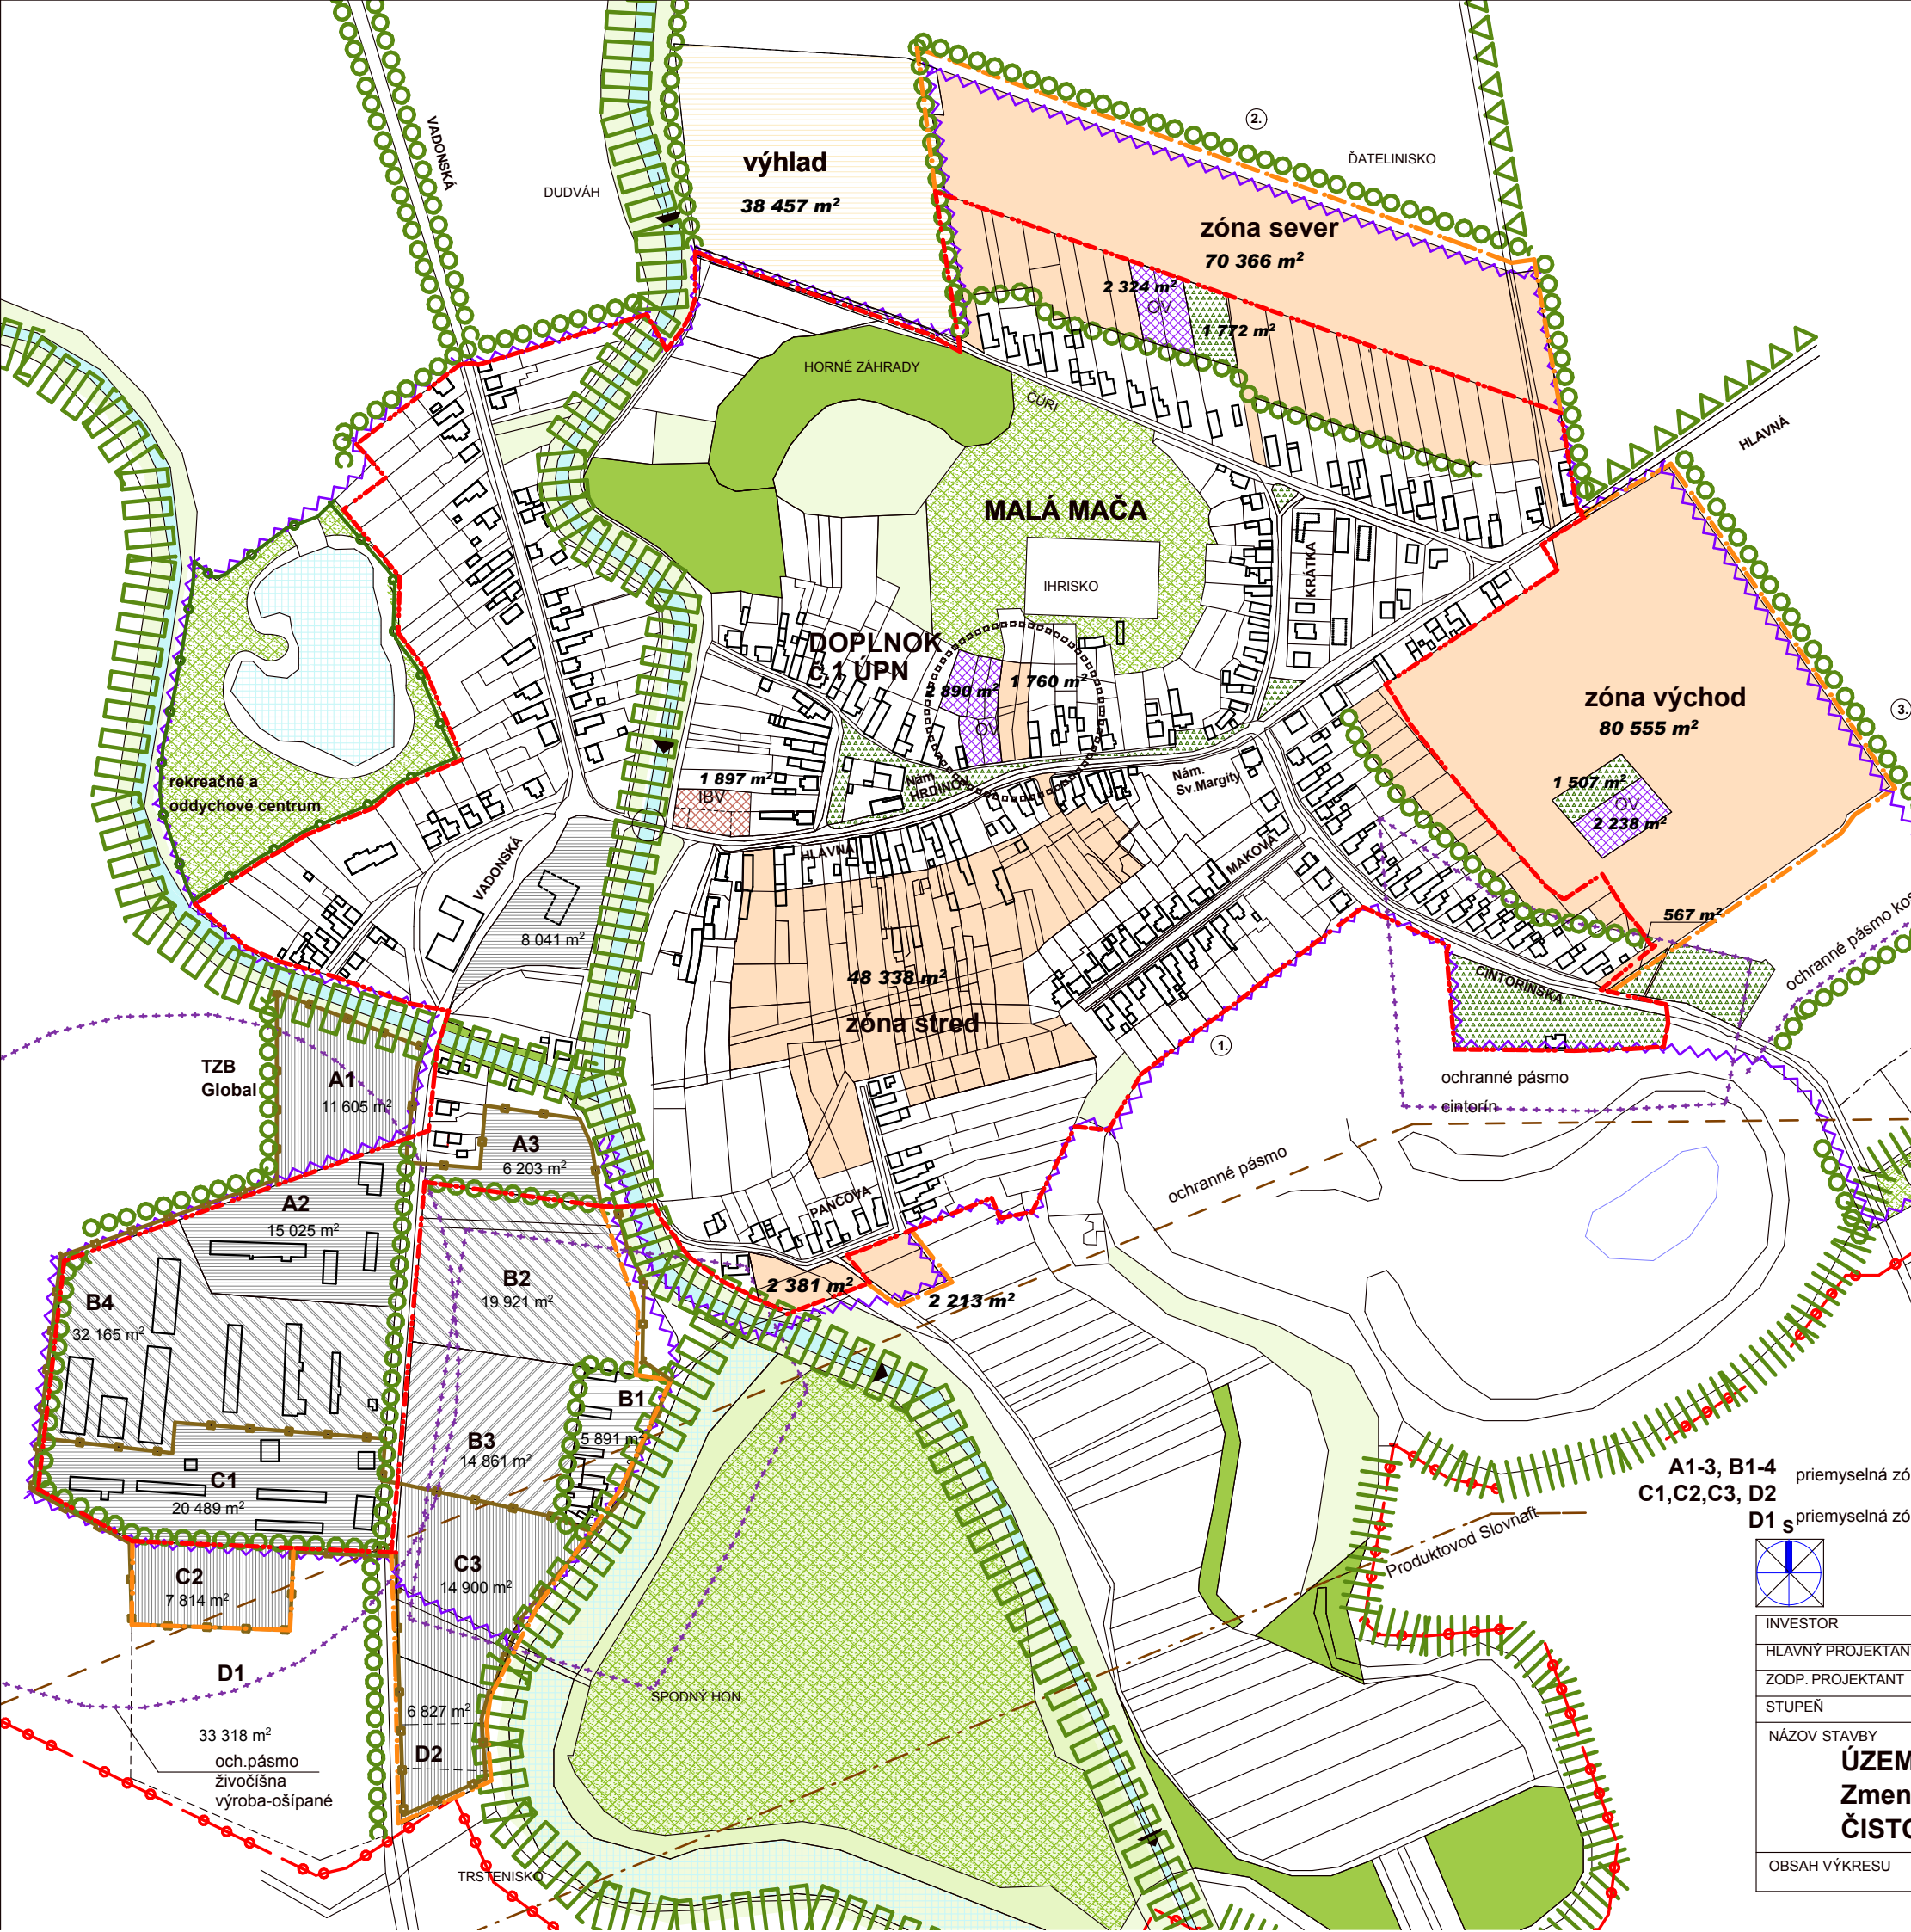 VADONSKÁ
DUDVÁH
výhlad
38 457 m²
2.
ĎATELINISKO
zóna sever
70 366 m²
2 324 m²
OV
1 772 m²
HORNÉ ZÁHRADY
CURI
HLAVNÁ
MALÁ MAČA
IHRISKO
KRÁTKA
DOPLNOK
Č.1 ÚPN
2 890 m²
1 760 m²
OV
zóna východ
80 555 m²
3.
1 507 m²
OV
2 238 m²
567 m²
rekreačné a
oddychové centrum
1 897 m²
IBV
Nám.
HRDINOV
Nám.
Sv.Margity
HLAVNÁ
MAKOVÁ
VADONSKÁ
8 041 m²
48 338 m²
zóna stred
CINTORÍNSKA
1.
ochranné pásmo
cintorín
TZB
Global
A1
11 605 m²
A3
6 203 m²
A2
15 025 m²
ochranné pásmo
PANČOVA
B4
32 165 m²
B2
19 921 m²
2 381 m²
2 213 m²
B1
5 891 m²
B3
14 861 m²
C1
20 489 m²
A1-3, B1-4
priemyselná zó
C1,C2,C3, D2
D1
S
priemyselná zó
Produktovod Slovnaft
C2
7 814 m²
C3
14 900 m²
INVESTOR
HLAVNÝ PROJEKTAN
ZODP. PROJEKTANT
STUPEŇ
NÁZOV STAVBY
ÚZEM
Zmen
ČISTO
OBSAH VÝKRESU
D1
33 318 m²
och.pásmo
živočíšna
výroba-ošípané
6 827 m²
D2
SPODNÝ HON
TRSTENISKO